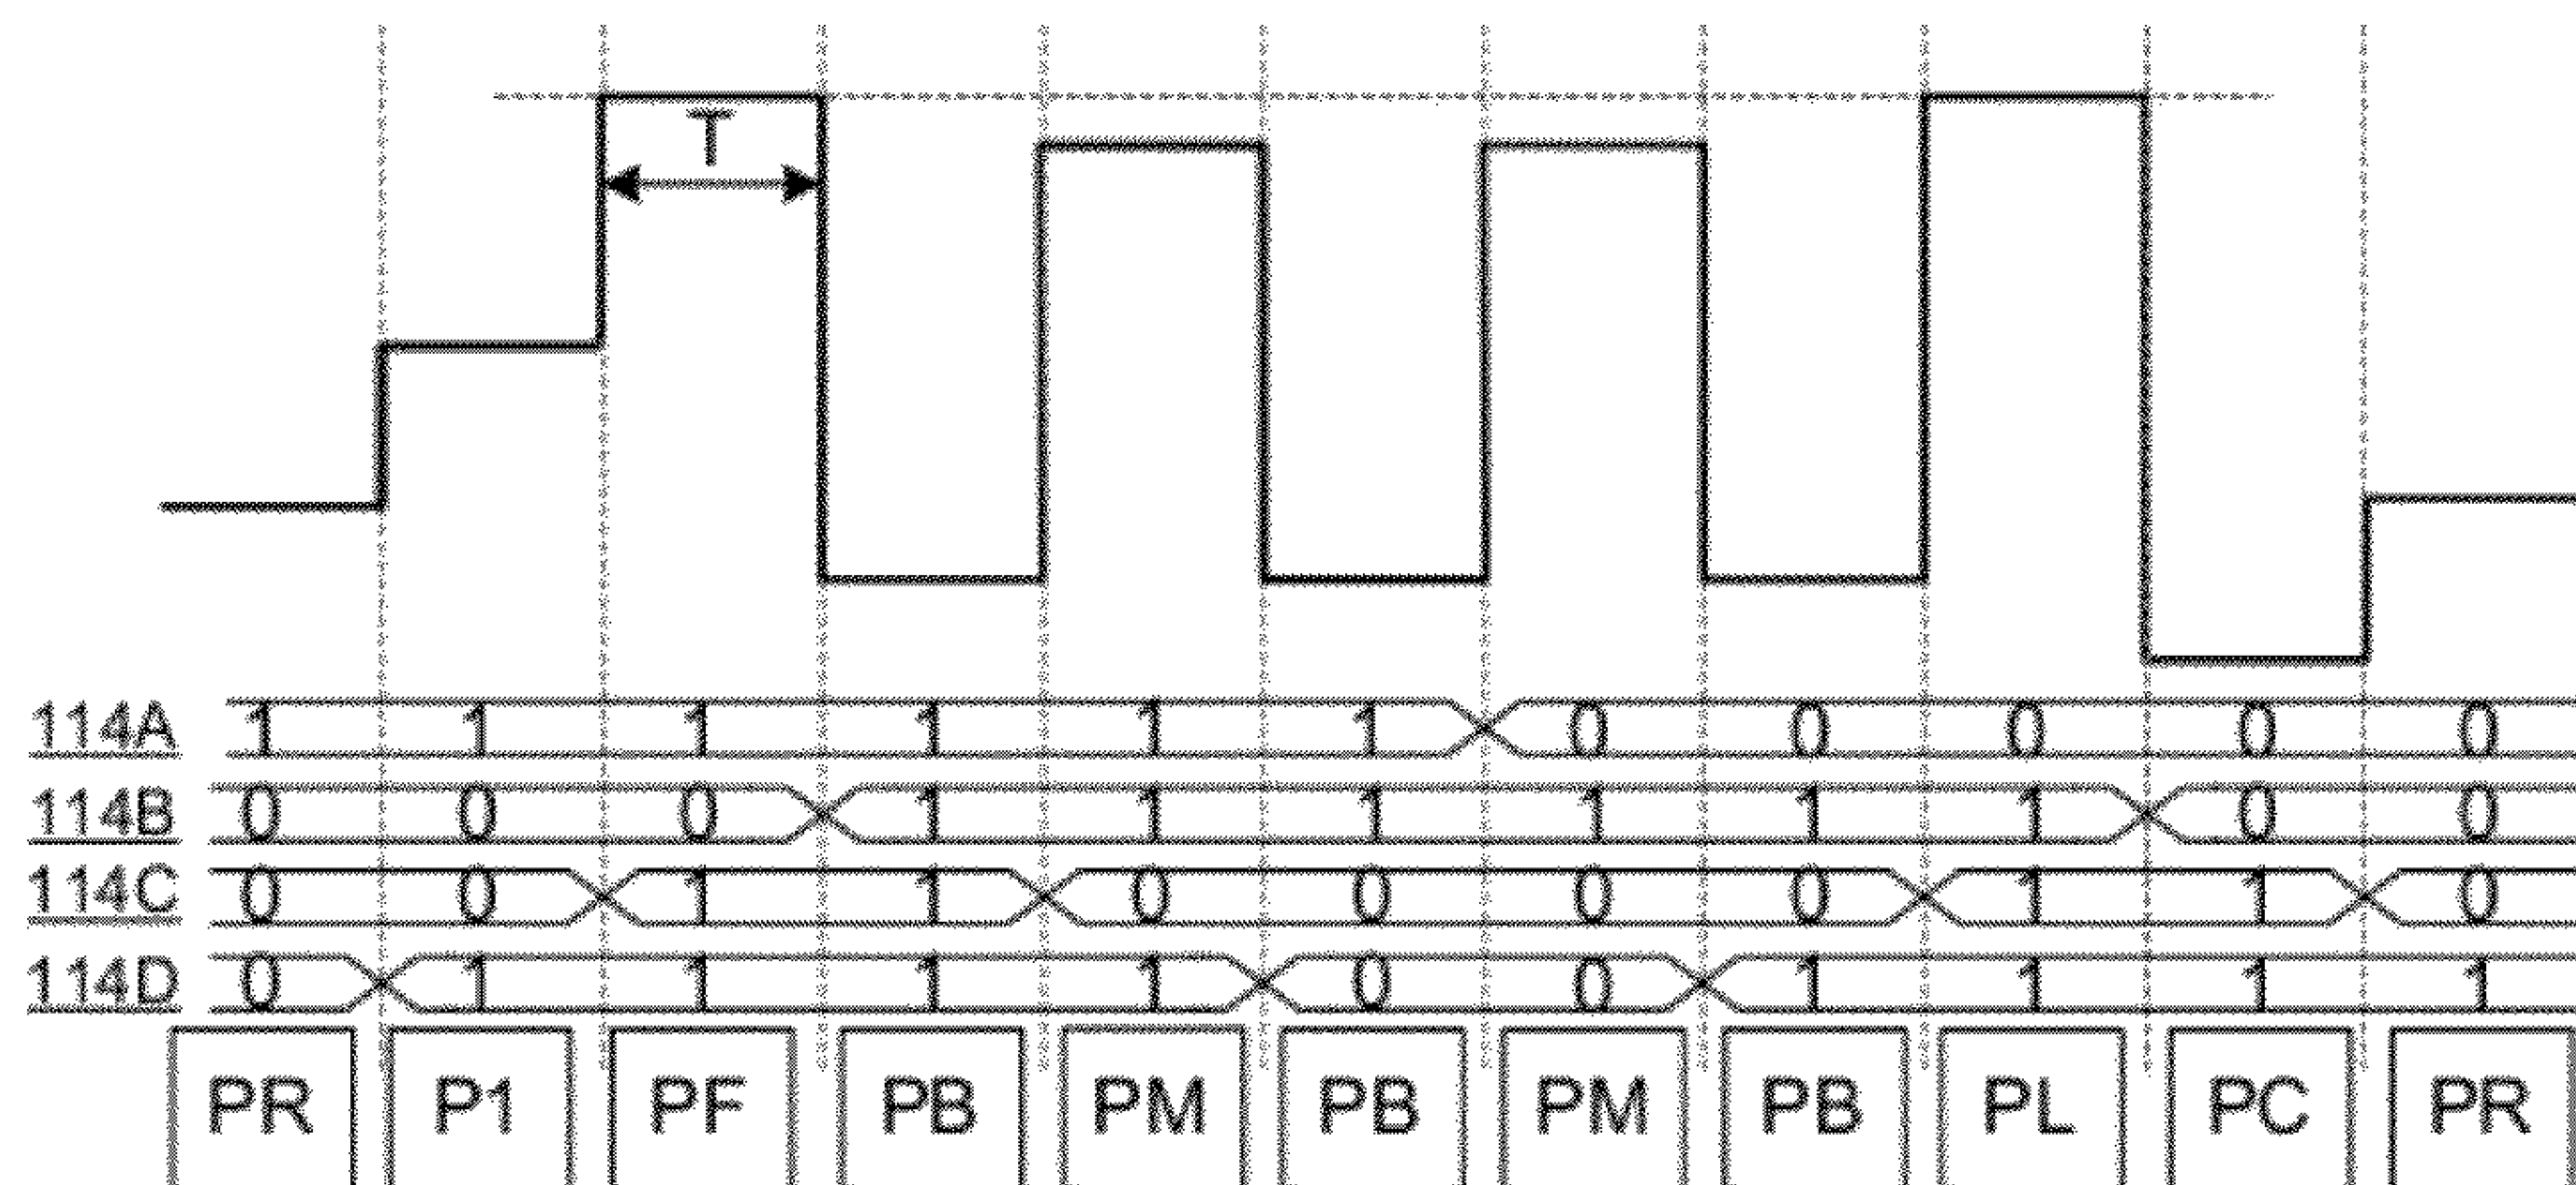 T
114A 1 1 1 1 1 1 0 0 0 0 0
114B 0 0 0 1 1 1 1 1 1 0 0
114C 0 0 1 1 0 0 0 0 1 1 0
114D 0 1 1 1 1 0 0 1 1 1 1
PR P1 PF PB PM PB PM PB PL PC PR